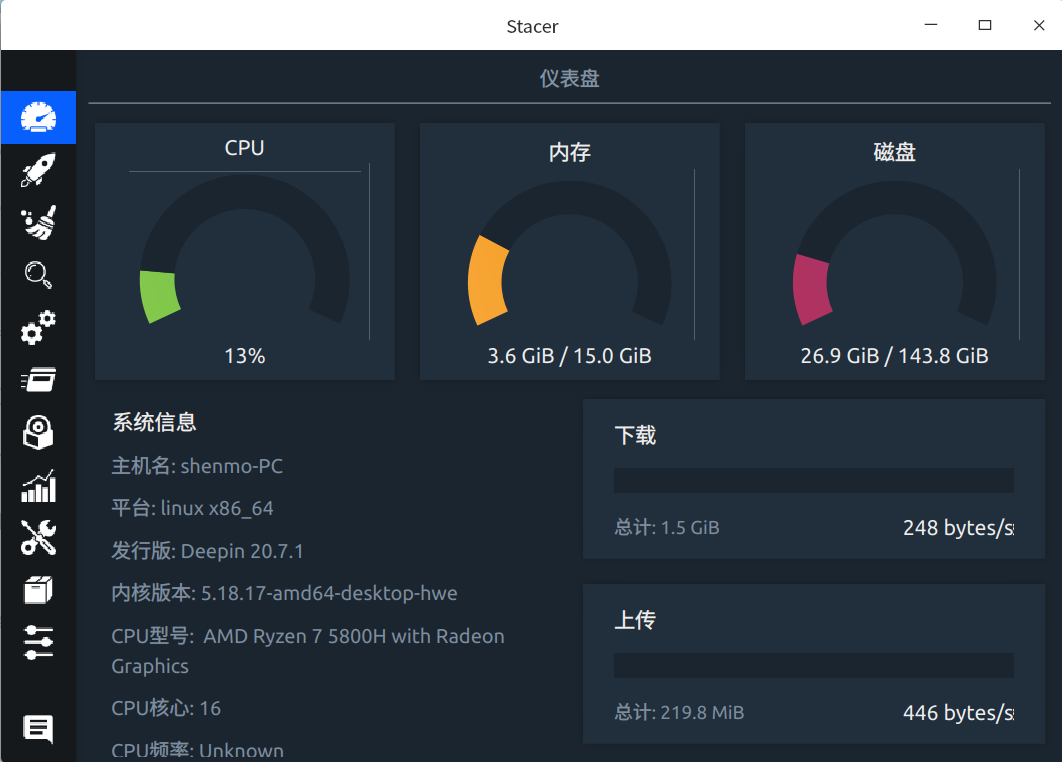 Stacer
仪表盘
CPU
13%
内存
3.6 GiB / 15.0 GiB
磁盘
26.9 GiB / 143.8 GiB
系统信息
主机名: shenmo-PC
平台: linux x86_64
发行版: Deepin 20.7.1
内核版本: 5.18.17-amd64-desktop-hwe
CPU型号: AMD Ryzen 7 5800H with Radeon
Graphics
CPU核心: 16
CPU频率: Unknown
下载
总计: 1.5 GiB
248 bytes/s
上传
总计: 219.8 MiB
446 bytes/s